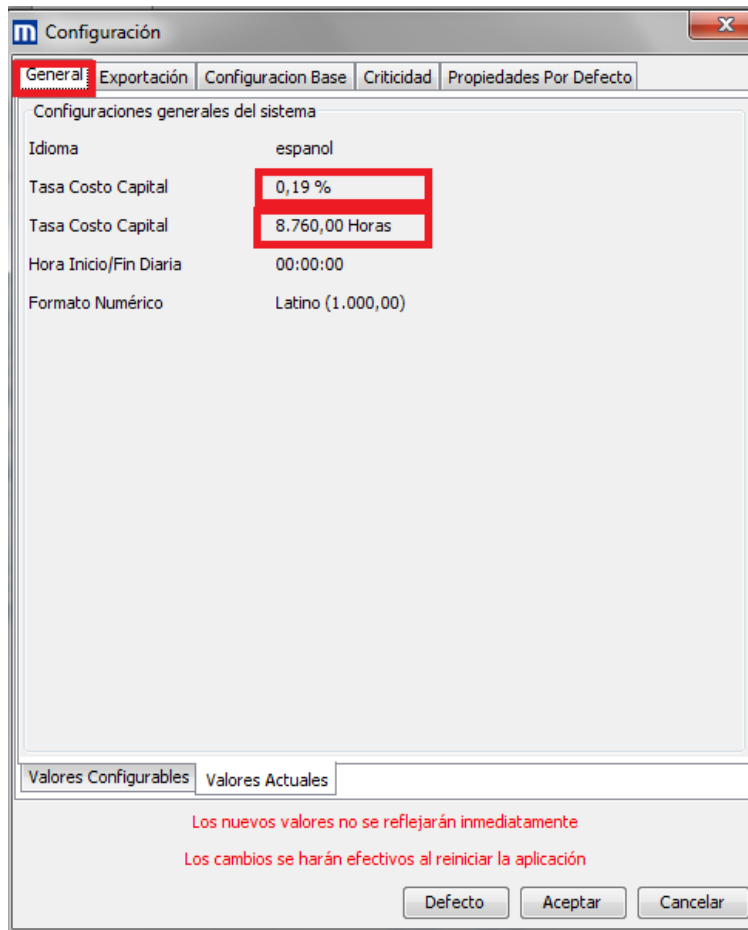 m Configuración
General Exportación Configuracion Base Criticidad Propiedades Por Defecto
Configuraciones generales del sistema
Idioma espanol
Tasa Costo Capital 0,19 %
Tasa Costo Capital 8.760,00 Horas
Hora Inicio/Fin Diaria 00:00:00
Formato Numérico Latino (1.000,00)
Valores Configurables Valores Actuales
Los nuevos valores no se reflejarán inmediatamente
Los cambios se harán efectivos al reiniciar la aplicación
Defecto Aceptar Cancelar